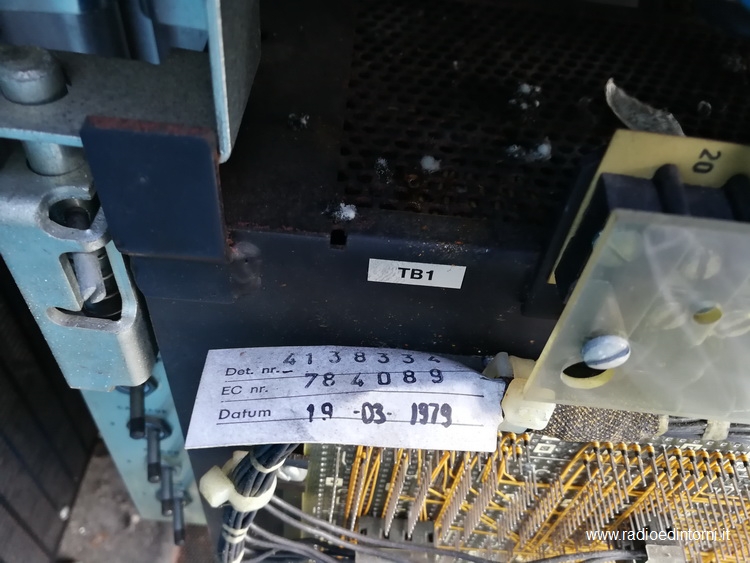 20
TB1
Det. nr. 4138334
EC nr. - 784089
Datum 19 -03- 1979
www.radioedintorni.it